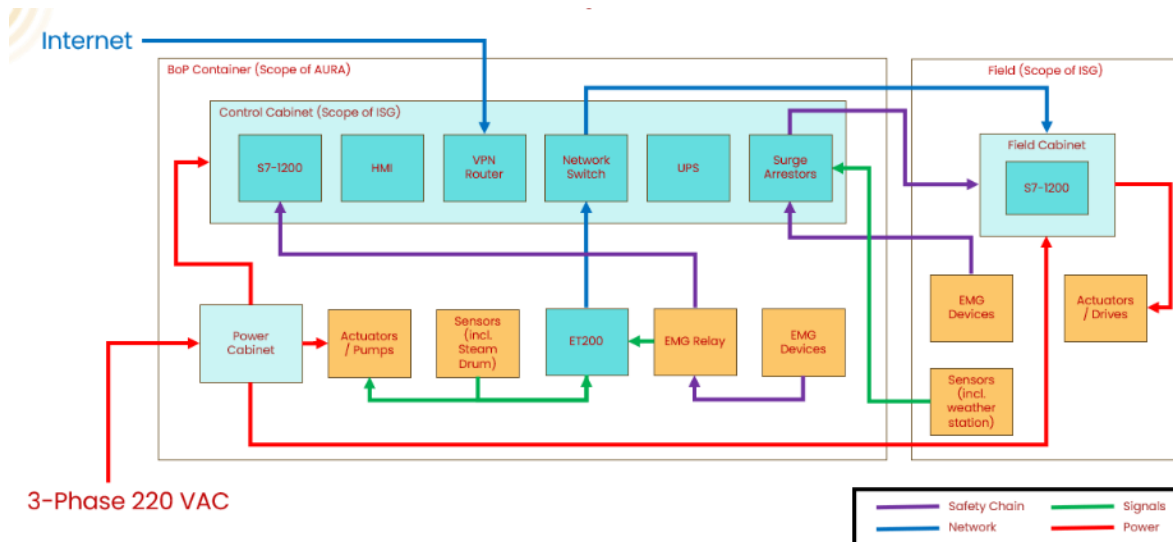 Internet
BoP Container (Scope of AURA)
Field (Scope of ISG)
Control Cabinet (Scope of ISG)
S7-1200
HMI
VPN
Router
Network
Switch
UPS
Surge
Arrestors
Field Cabinet
S7-1200
Power
Cabinet
Actuators
/ Pumps
Sensors
(incl.
Steam
Drum)
ET200
EMG Relay
EMG
Devices
EMG
Devices
Actuators
/ Drives
Sensors
(incl.
weather
station)
3-Phase 220 VAC
Safety Chain
Signals
Network
Power